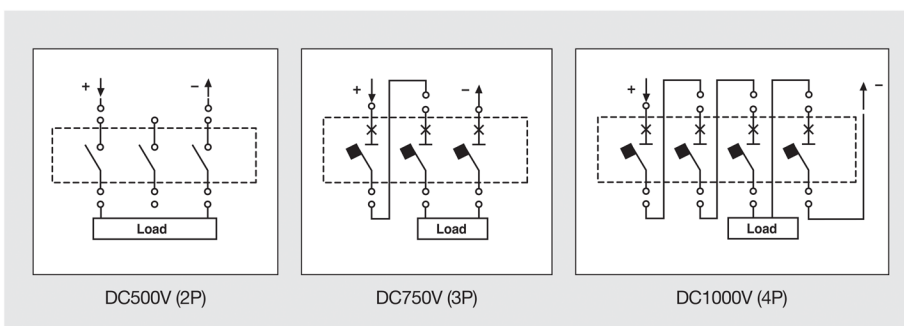 + –
Load
DC500V (2P)
+ –
Load
DC750V (3P)
+ –
Load
DC1000V (4P)